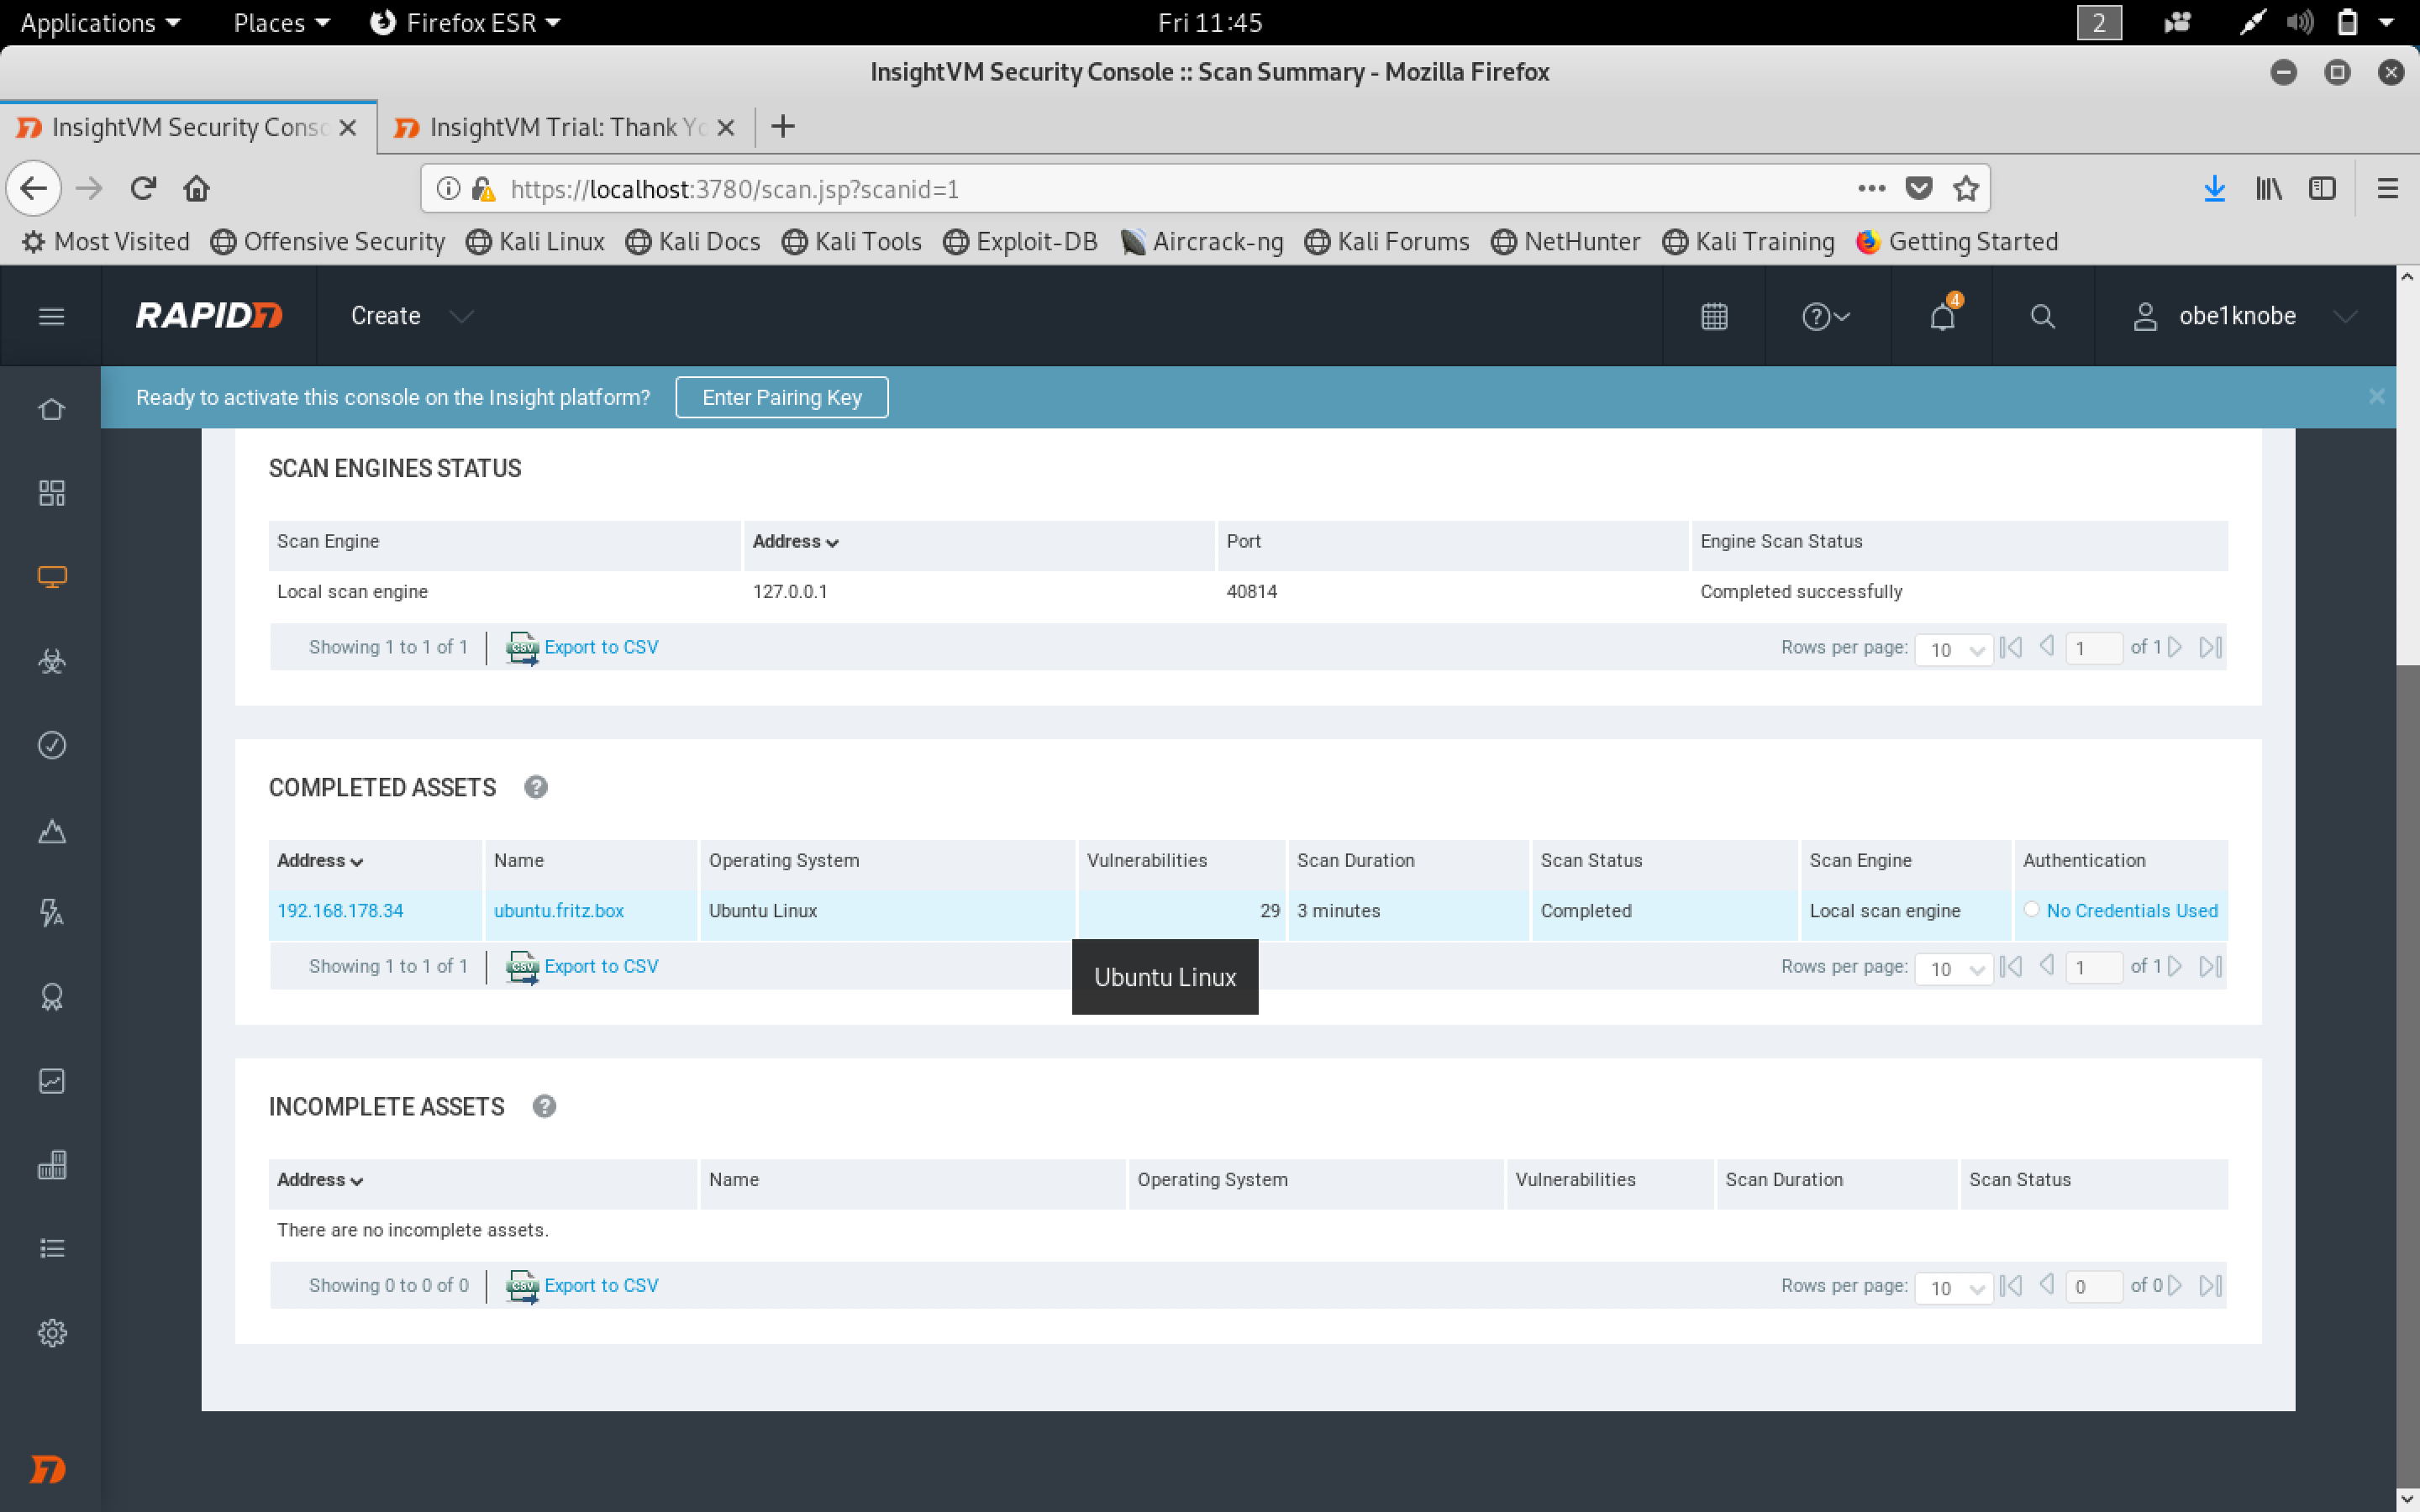 Applications Places Firefox ESR Fri 11:45 2
InsightVM Security Console :: Scan Summary - Mozilla Firefox
InsightVM Security Conso InsightVM Trial: Thank Yo
https://localhost:3780/scan.jsp?scanid=1
Most Visited Offensive Security Kali Linux Kali Docs Kali Tools Exploit-DB Aircrack-ng Kali Forums NetHunter Kali Training Getting Started
RAPID7 Create 4 obe1knobe
Ready to activate this console on the Insight platform? Enter Pairing Key
SCAN ENGINES STATUS
Scan Engine Address Port Engine Scan Status
Local scan engine 127.0.0.1 40814 Completed successfully
Showing 1 to 1 of 1 CSV Export to CSV Rows per page: 10 1 of 1
COMPLETED ASSETS ?
Address Name Operating System Vulnerabilities Scan Duration Scan Status Scan Engine Authentication
192.168.178.34 ubuntu.fritz.box Ubuntu Linux 29 3 minutes Completed Local scan engine No Credentials Used
Showing 1 to 1 of 1 CSV Export to CSV Rows per page: 10 1 of 1
Ubuntu Linux
INCOMPLETE ASSETS ?
Address Name Operating System Vulnerabilities Scan Duration Scan Status
There are no incomplete assets.
Showing 0 to 0 of 0 CSV Export to CSV Rows per page: 10 0 of 0